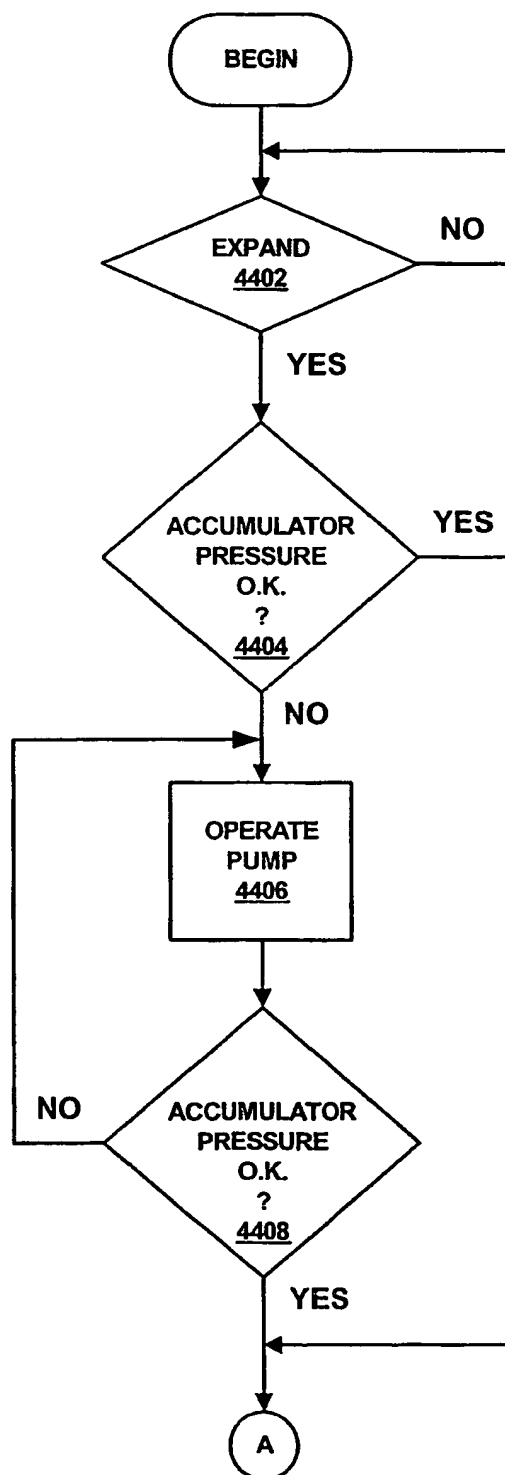 BEGIN
EXPAND
4402
NO
YES
ACCUMULATOR
PRESSURE
O.K.
?
4404
YES
NO
OPERATE
PUMP
4406
ACCUMULATOR
PRESSURE
O.K.
?
4408
NO
YES
A